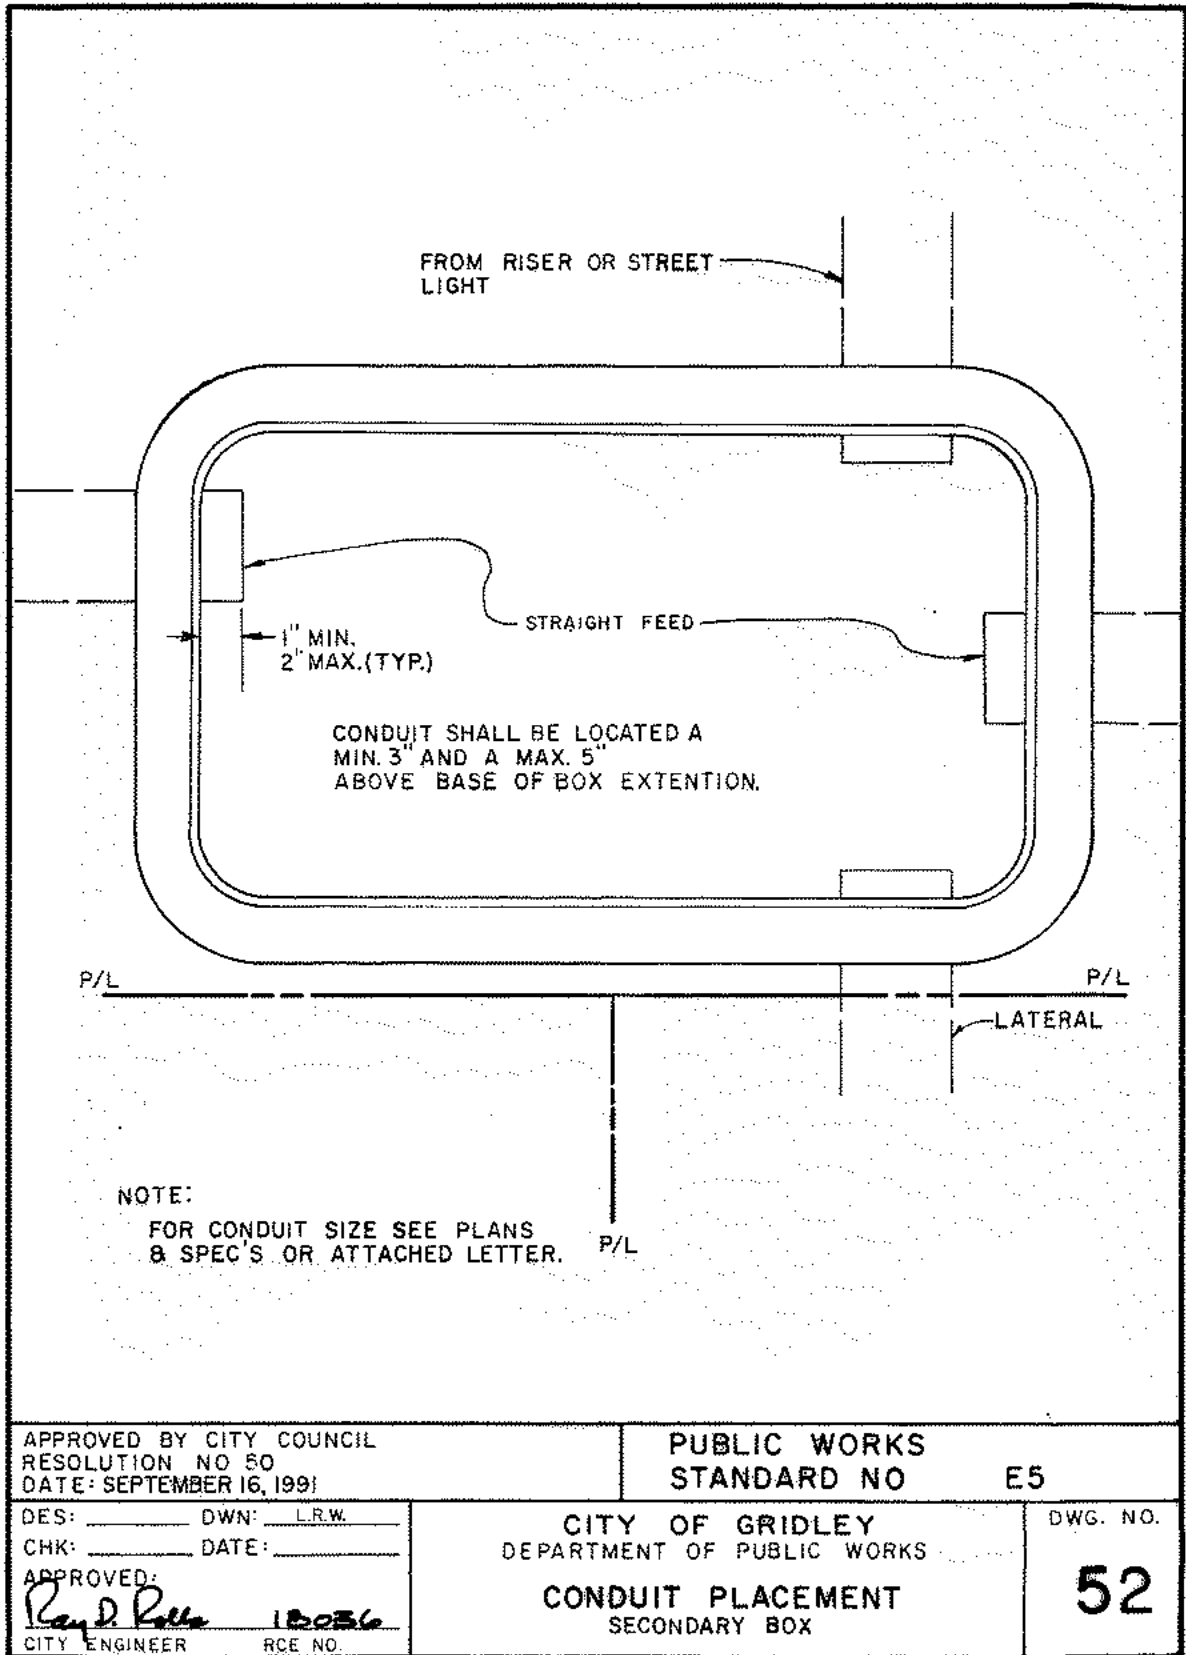 FROM RISER OR STREET
LIGHT
STRAIGHT FEED
1" MIN.
2" MAX.(TYP.)
CONDUIT SHALL BE LOCATED A
MIN. 3" AND A MAX. 5"
ABOVE BASE OF BOX EXTENTION.
P/L
P/L
LATERAL
NOTE:
FOR CONDUIT SIZE SEE PLANS
& SPEC'S OR ATTACHED LETTER.
P/L
APPROVED BY CITY COUNCIL
RESOLUTION NO 50
DATE: SEPTEMBER 16, 1991
PUBLIC WORKS
STANDARD NO E5
DES: DWN: L.R.W.
CHK: DATE:
APPROVED:
Ray D. 18036
CITY ENGINEER RCE NO.
CITY OF GRIDLEY
DEPARTMENT OF PUBLIC WORKS
CONDUIT PLACEMENT
SECONDARY BOX
DWG. NO.
52